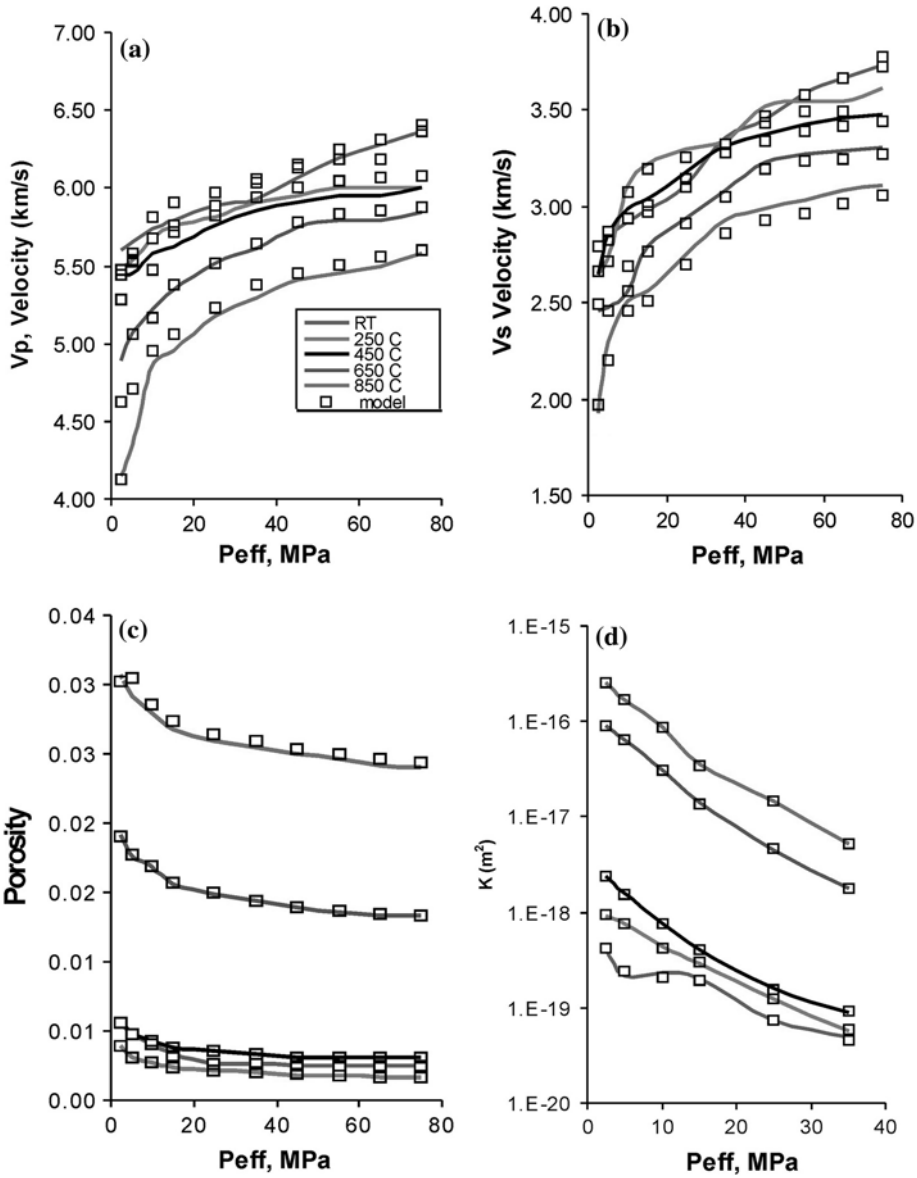 (a)
7.00
6.50
6.00
5.50
5.00
4.50
4.00
Vp, Velocity (km/s)
RT
250 C
450 C
650 C
850 C
model
0 20 40 60 80
Peff, MPa
(b)
4.00
3.50
3.00
2.50
2.00
1.50
Vs Velocity (km/s)
0 20 40 60 80
Peff, MPa
(c)
0.04
0.03
0.03
0.02
0.02
0.01
0.01
0.00
Porosity
0 20 40 60 80
Peff, MPa
(d)
1.E-15
1.E-16
1.E-17
1.E-18
1.E-19
1.E-20
K (m²)
0 10 20 30 40
Peff, MPa